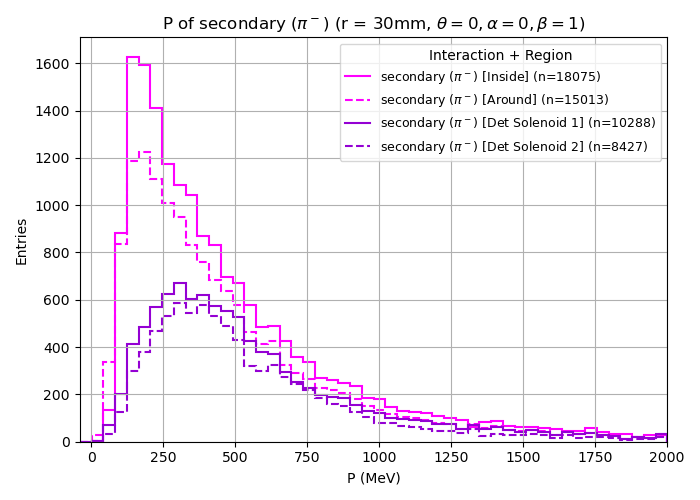 P of secondary (π⁻) (r = 30mm, θ = 0, α = 0, β = 1)
Interaction + Region
secondary (π⁻) [Inside] (n=18075)
secondary (π⁻) [Around] (n=15013)
secondary (π⁻) [Det Solenoid 1] (n=10288)
secondary (π⁻) [Det Solenoid 2] (n=8427)
Entries
1600
1400
1200
1000
800
600
400
200
0
0 250 500 750 1000 1250 1500 1750 2000
P (MeV)